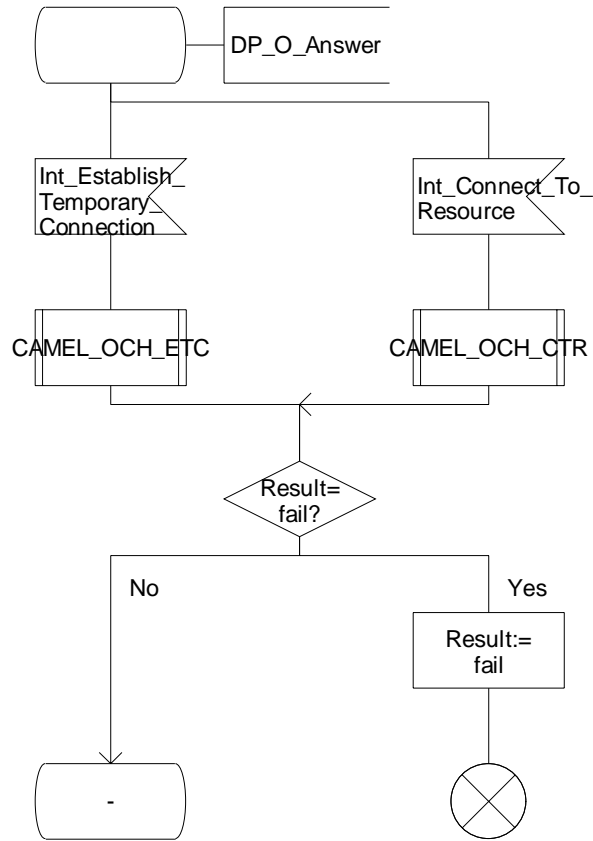 DP_O_Answer
Int_Establish_
Temporary_
Connection
Int_Connect_To_
Resource
CAMEL_OCH_ETC
CAMEL_OCH_CTR
Result=
fail?
No
Yes
Result:=
fail
-